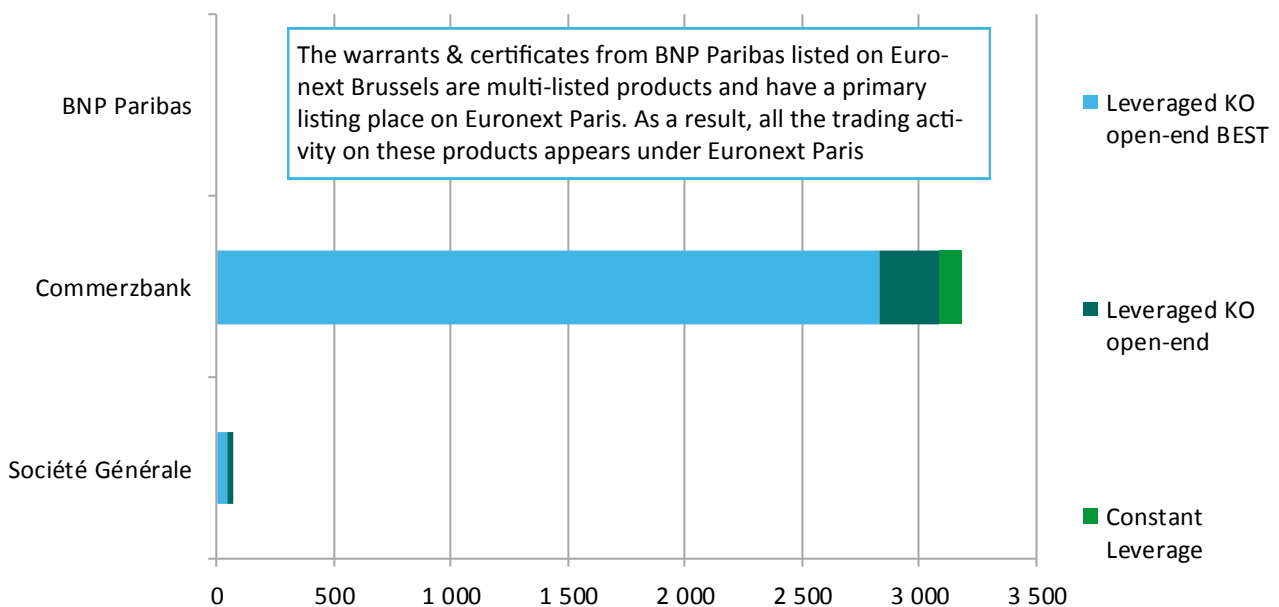 The warrants & certificates from BNP Paribas listed on Euro-
next Brussels are multi-listed products and have a primary
listing place on Euronext Paris. As a result, all the trading acti-
vity on these products appears under Euronext Paris
BNP Paribas
Commerzbank
Société Générale
0 500 1 000 1 500 2 000 2 500 3 000 3 500
Leveraged KO
open-end BEST
Leveraged KO
open-end
Constant
Leverage